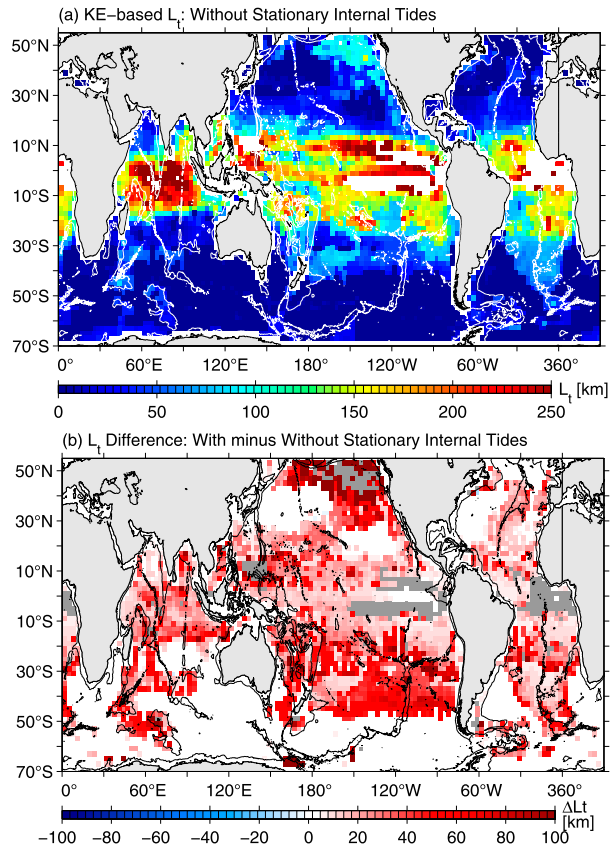 (a) KE−based Lt: Without Stationary Internal Tides
50°N
30°N
10°N
10°S
30°S
50°S
70°S
0° 60°E 120°E 180° 120°W 60°W 360°
0 50 100 150 200 250
Lt [km]
(b) Lt Difference: With minus Without Stationary Internal Tides
50°N
30°N
10°N
10°S
30°S
50°S
70°S
0° 60°E 120°E 180° 120°W 60°W 360°
ΔLt
−100 −80 −60 −40 −20 0 20 40 60 80 100
[km]